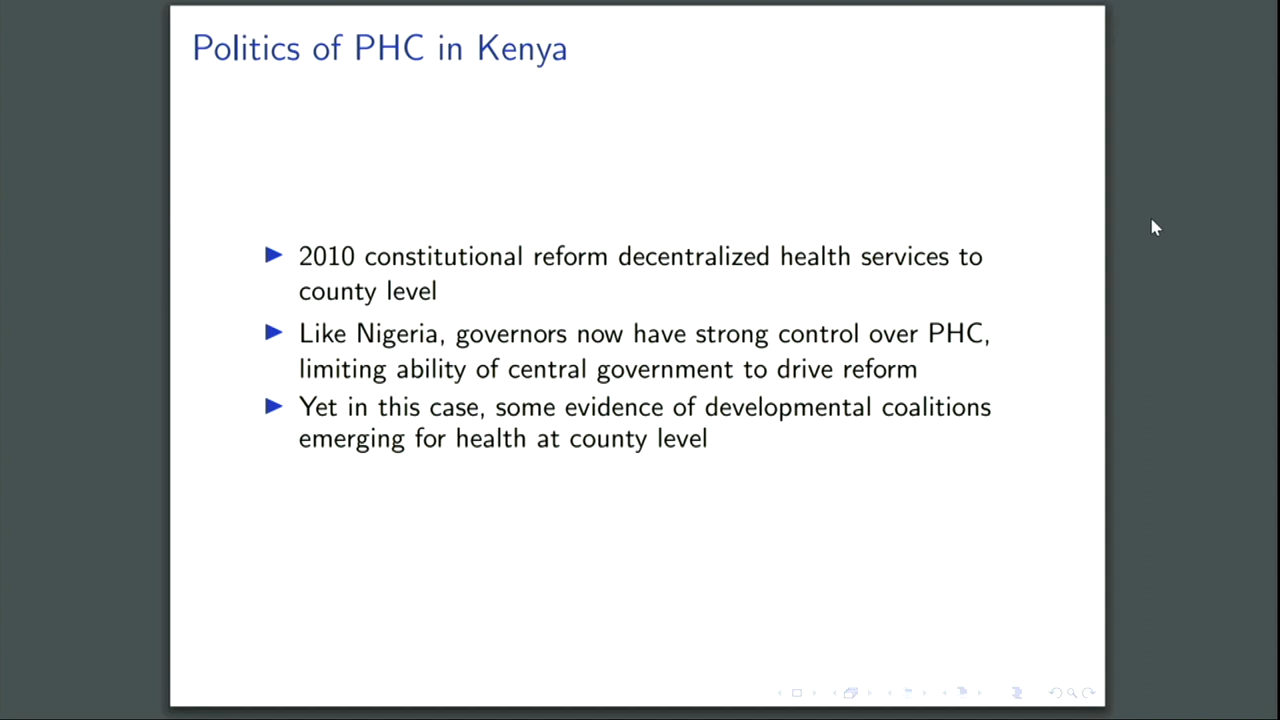 Politics of PHC in Kenya
2010 constitutional reform decentralized health services to
county level
Like Nigeria, governors now have strong control over PHC,
limiting ability of central government to drive reform
Yet in this case, some evidence of developmental coalitions
emerging for health at county level